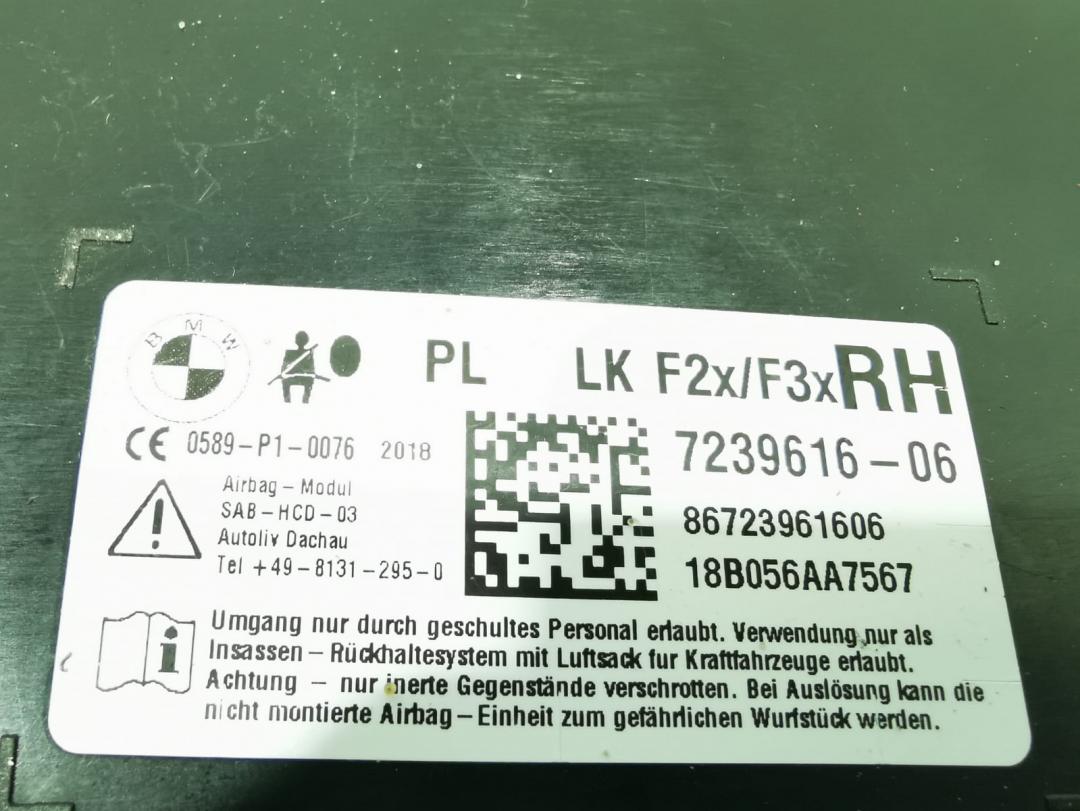 BMW
PL LK F2x/F3x RH
CE 0589-P1-0076 2018
7239616-06
Airbag-Modul
SAB-HCD-03
Autoliv Dachau
Tel +49-8131-295-0
86723961606
18B056AA7567
Umgang nur durch geschultes Personal erlaubt. Verwendung nur als
Insassen-Rückhaltesystem mit Luftsack fur Kraftfahrzeuge erlaubt.
Achtung - nur inerte Gegenstände verschrotten. Bei Auslösung kann die
nicht montierte Airbag-Einheit zum gefährlichen Wurfstück werden.